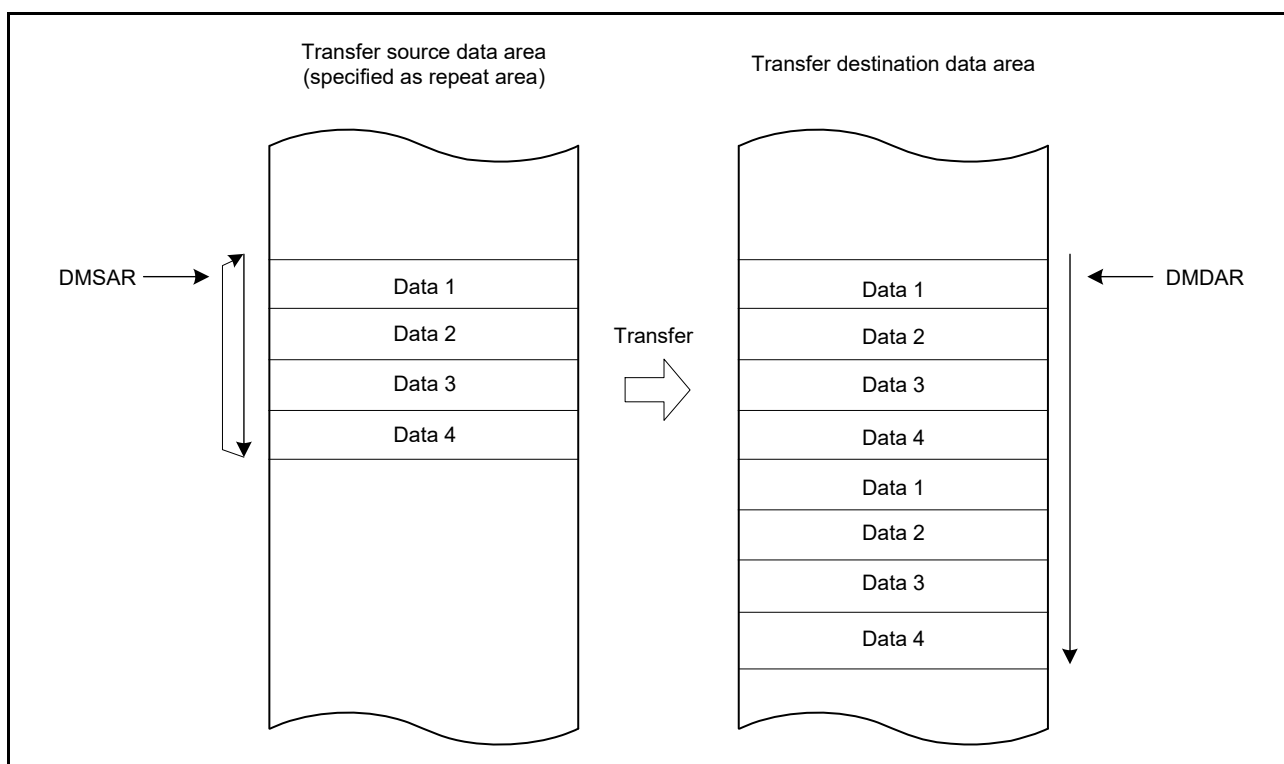 Transfer source data area
(specified as repeat area)
Transfer destination data area
DMSAR
Data 1
Data 2
Data 3
Data 4
Transfer
Data 1
Data 2
Data 3
Data 4
Data 1
Data 2
Data 3
Data 4
DMDAR